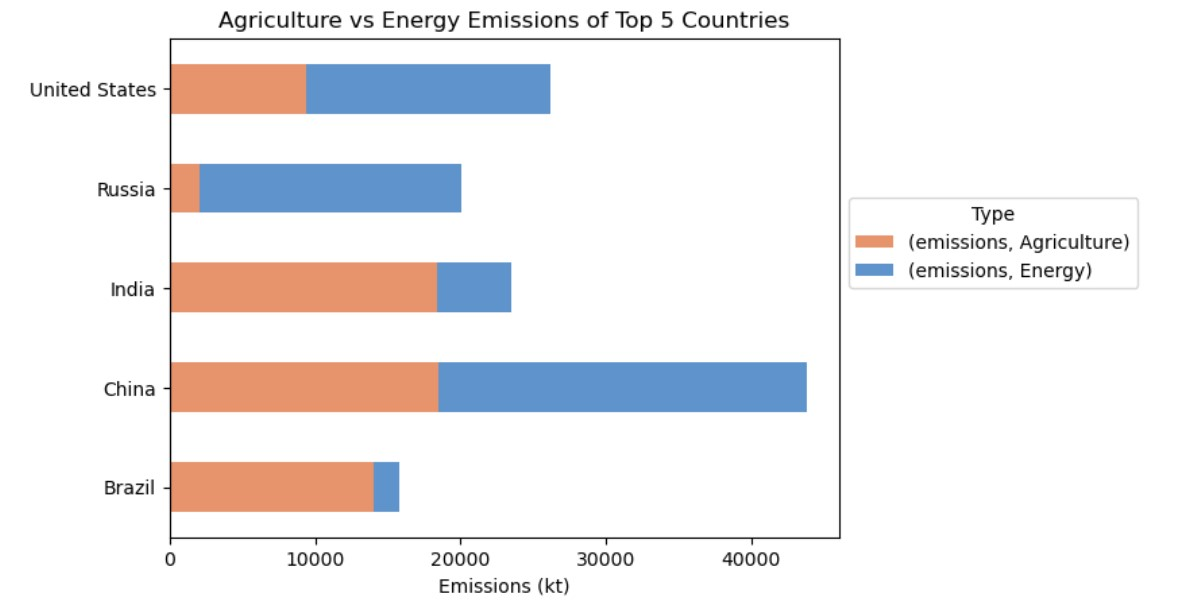 Agriculture vs Energy Emissions of Top 5 Countries
United States
Russia
India
China
Brazil
0 10000 20000 30000 40000
Emissions (kt)
Type
(emissions, Agriculture)
(emissions, Energy)